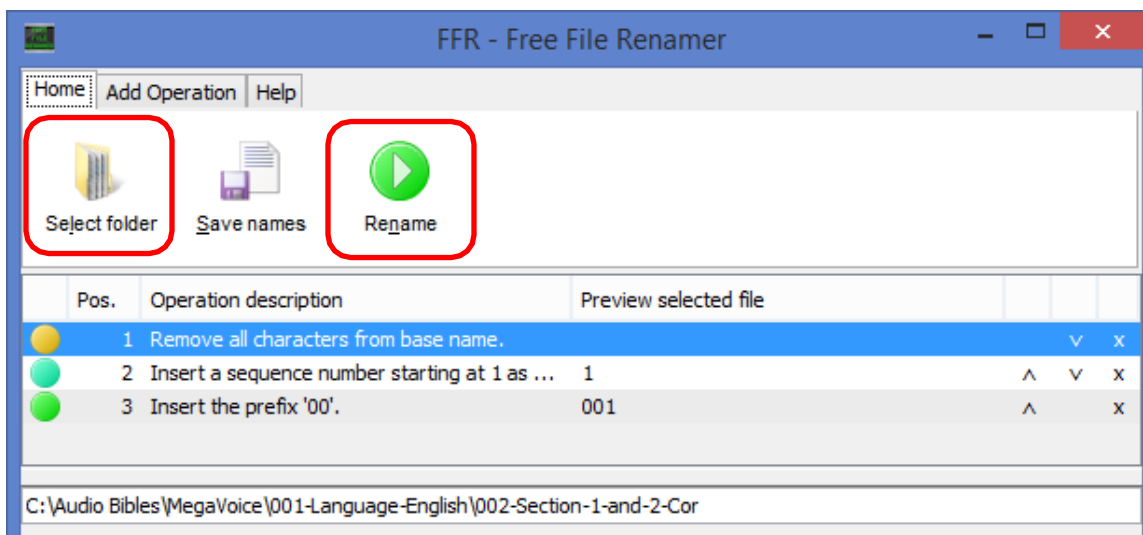 FFR - Free File Renamer
x
Home Add Operation Help
Select folder Save names Rename
Pos. Operation description Preview selected file
1 Remove all characters from base name. v x
2 Insert a sequence number starting at 1 as ... 1 ʌ v x
3 Insert the prefix '00'. 001 ʌ x
C:\Audio Bibles\MegaVoice\001-Language-English\002-Section-1-and-2-Cor